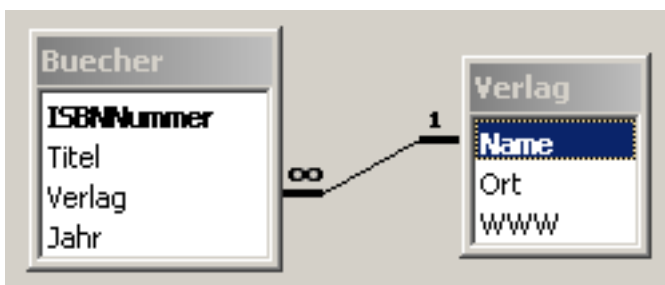 Buecher
ISBNNummer
Titel
Verlag
Jahr
∞
1
Verlag
Name
Ort
WWW